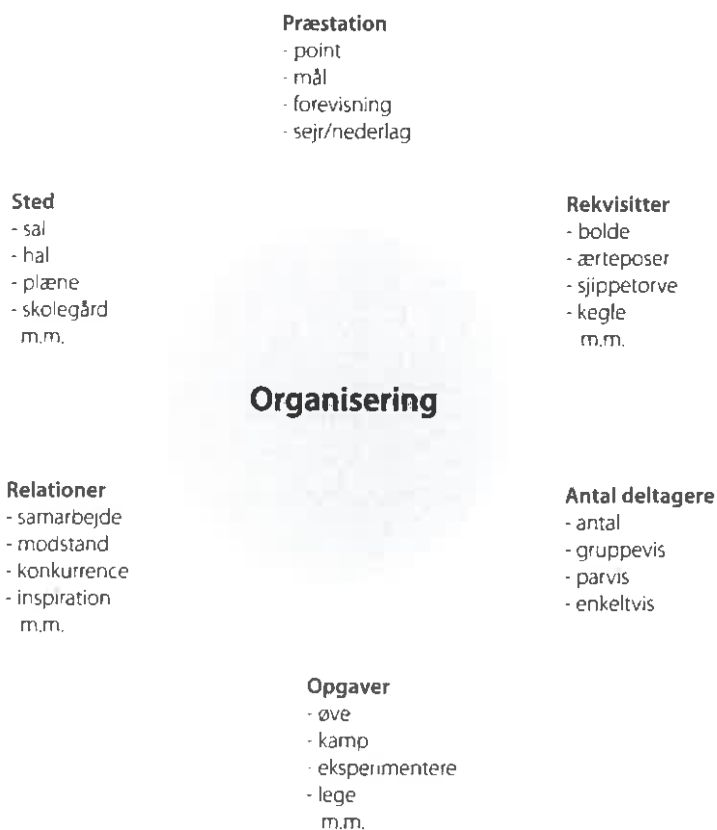 Præstation
- point
- mål
- forevisning
- sejr/nederlag
Sted
- sal
- hal
- plæne
- skolegård
m.m.
Rekvisitter
- bolde
- ærteposer
- sjippetorve
- kegle
m.m.
Organisering
Relationer
- samarbejde
- modstand
- konkurrence
- inspiration
m.m.
Antal deltagere
- antal
- gruppevis
- parvis
- enkeltvis
Opgaver
- øve
- kamp
- eksperimentere
- lege
m.m.